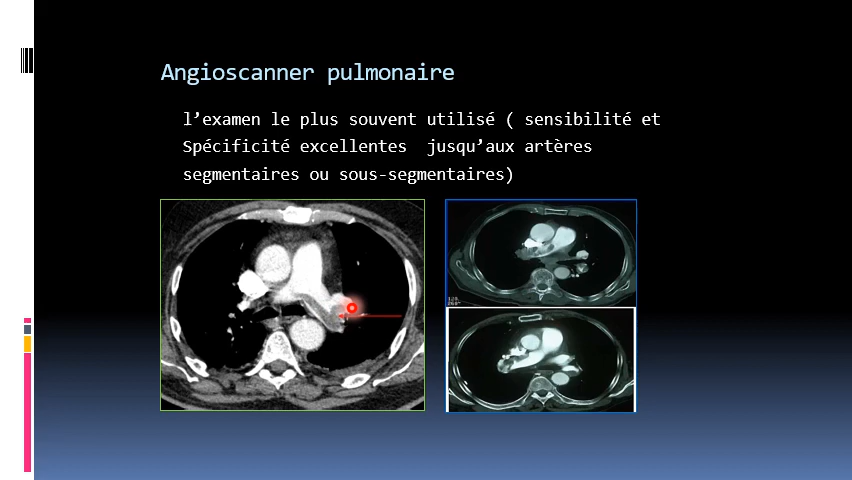 Angioscanner pulmonaire
l’examen le plus souvent utilisé ( sensibilité et
Spécificité excellentes  jusqu’aux artères
segmentaires ou sous-segmentaires)